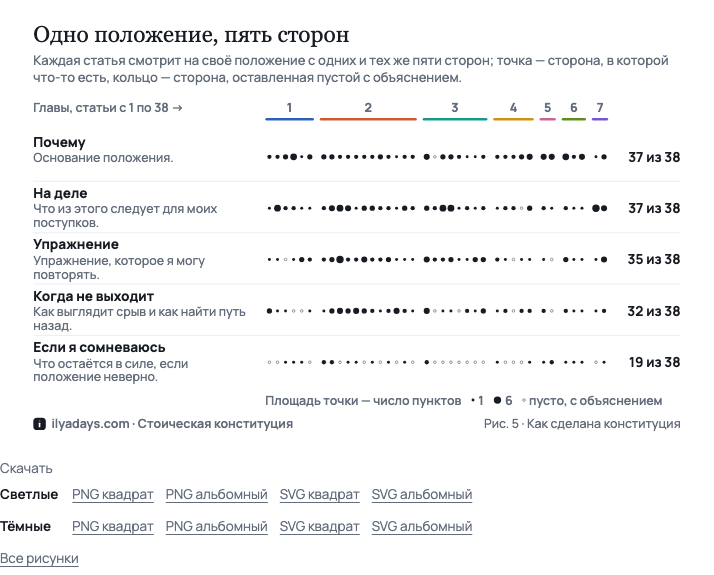 Одно положение, пять сторон
Каждая статья смотрит на своё положение с одних и тех же пяти сторон; точка — сторона, в которой
что-то есть, кольцо — сторона, оставленная пустой с объяснением.
Главы, статьи с 1 по 38 → 1 2 3 4 5 6 7
Почему
Основание положения.
37 из 38
На деле
Что из этого следует для моих
поступков.
37 из 38
Упражнение
Упражнение, которое я могу
повторять.
35 из 38
Когда не выходит
Как выглядит срыв и как найти путь
назад.
32 из 38
Если я сомневаюсь
Что остаётся в силе, если
положение неверно.
19 из 38
Площадь точки — число пунктов 1 6 пусто, с объяснением
ilyadays.com · Стоическая конституция
Рис. 5 · Как сделана конституция
Скачать
Светлые PNG квадрат PNG альбомный SVG квадрат SVG альбомный
Тёмные PNG квадрат PNG альбомный SVG квадрат SVG альбомный
Все рисунки